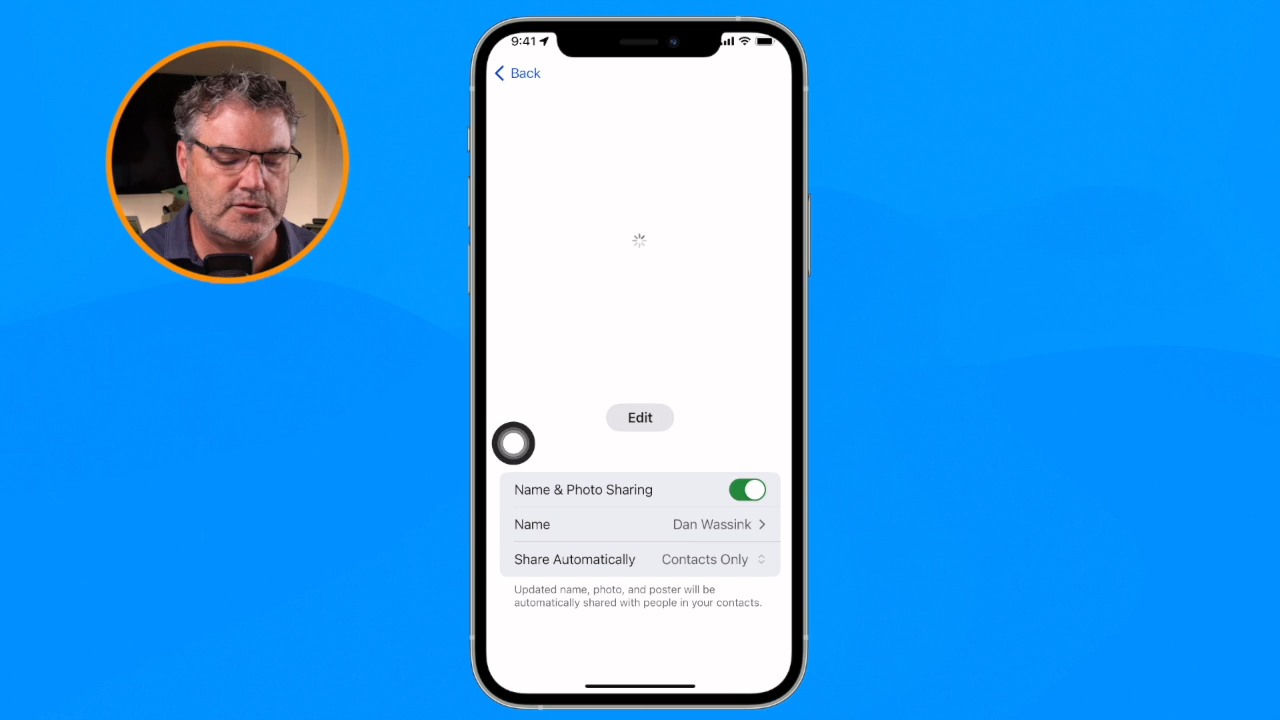 9:41
Back
Edit
Name & Photo Sharing
Name Dan Wassink
Share Automatically Contacts Only
Updated name, photo, and poster will be
automatically shared with people in your contacts.